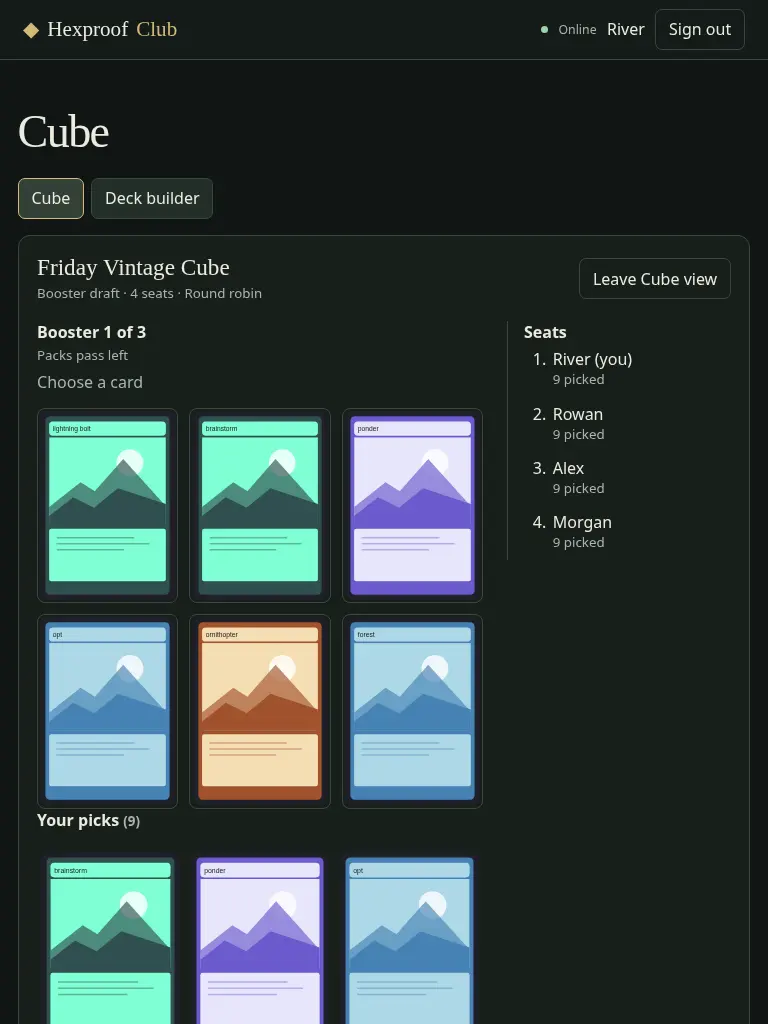 Hexproof Club
Online River Sign out
Cube
Cube Deck builder
Friday Vintage Cube
Booster draft · 4 seats · Round robin
Leave Cube view
Booster 1 of 3
Packs pass left
Choose a card
lightning bolt
brainstorm
ponder
opt
ornithopter
forest
Seats
1. River (you)
9 picked
2. Rowan
9 picked
3. Alex
9 picked
4. Morgan
9 picked
Your picks (9)
brainstorm
ponder
opt